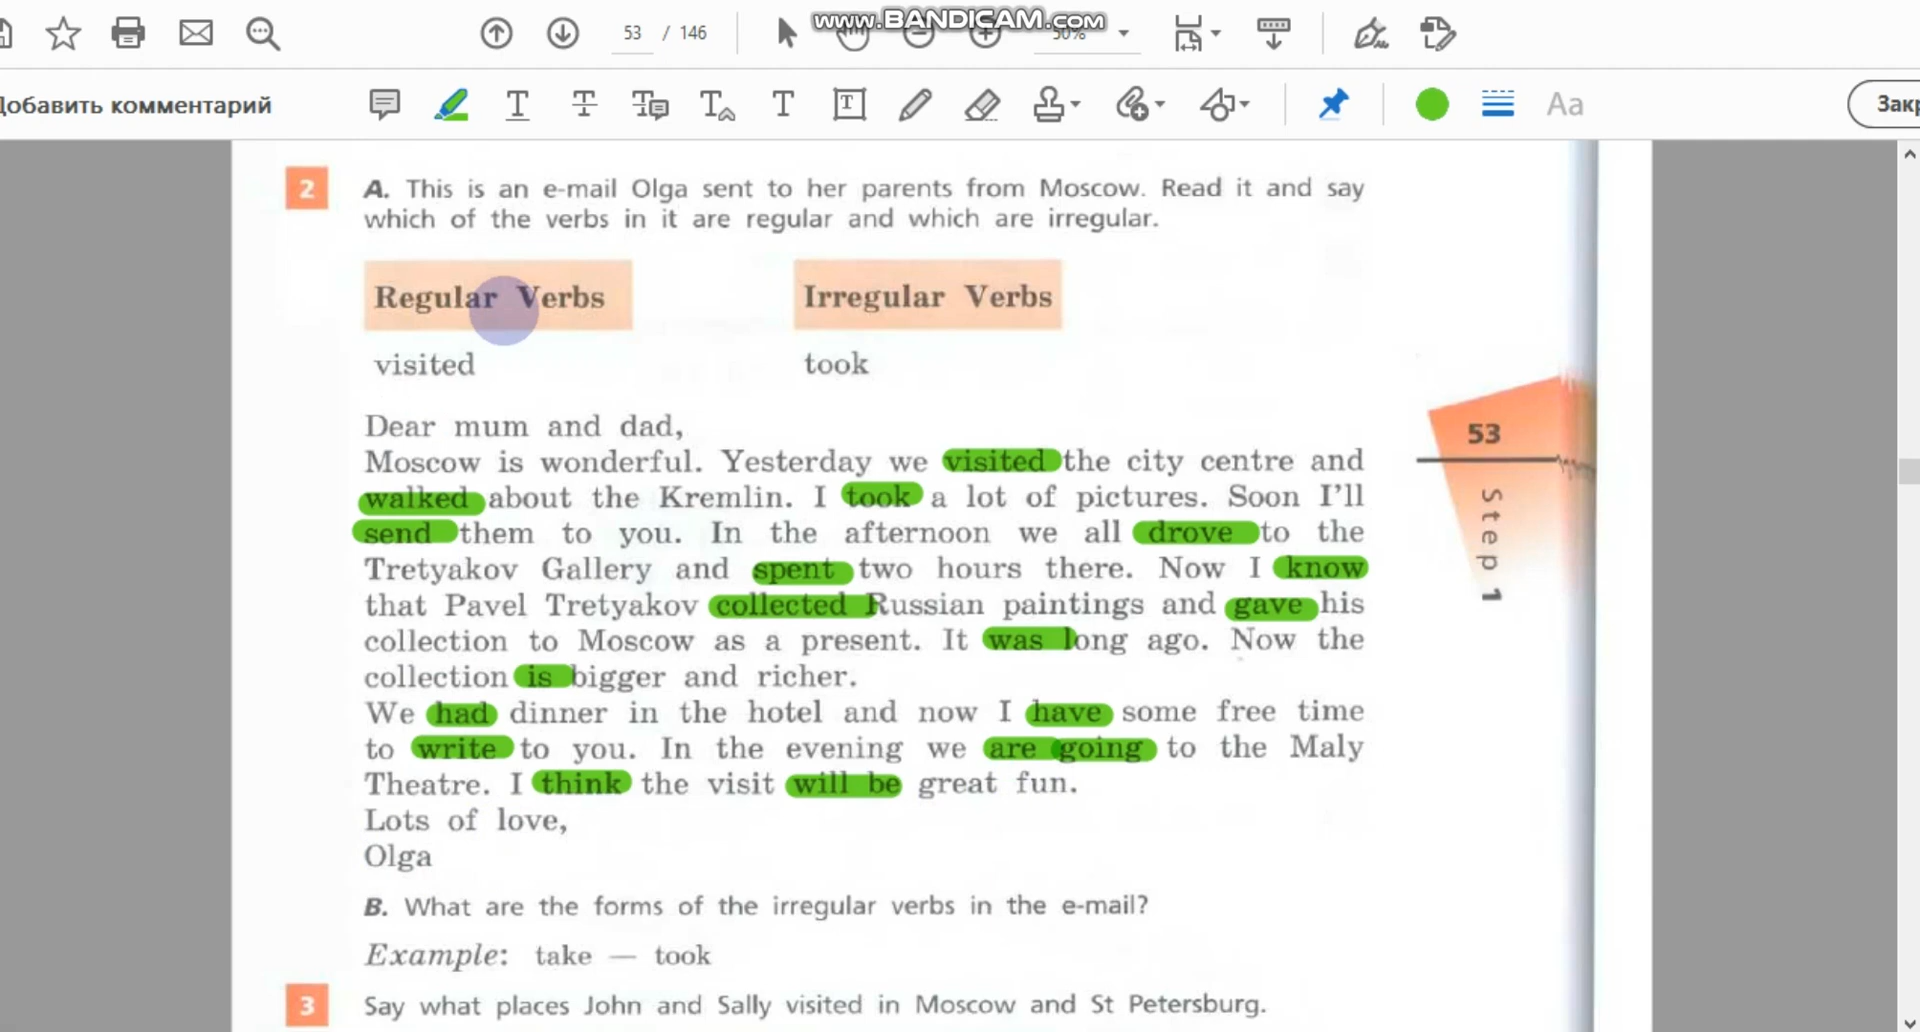 www.BANDICAM.com
53 / 146
50%
Добавить комментарий
Aa
2
A. This is an e-mail Olga sent to her parents from Moscow. Read it and say
which of the verbs in it are regular and which are irregular.
Regular Verbs
Irregular Verbs
visited
took
Dear mum and dad,
Moscow is wonderful. Yesterday we visited the city centre and
walked about the Kremlin. I took a lot of pictures. Soon I'll
send them to you. In the afternoon we all drove to the
Tretyakov Gallery and spent two hours there. Now I know
that Pavel Tretyakov collected Russian paintings and gave his
collection to Moscow as a present. It was long ago. Now the
collection is bigger and richer.
We had dinner in the hotel and now I have some free time
to write to you. In the evening we are going to the Maly
Theatre. I think the visit will be great fun.
Lots of love,
Olga
53
Step 1
B. What are the forms of the irregular verbs in the e-mail?
Example: take — took
3
Say what places John and Sally visited in Moscow and St Petersburg.